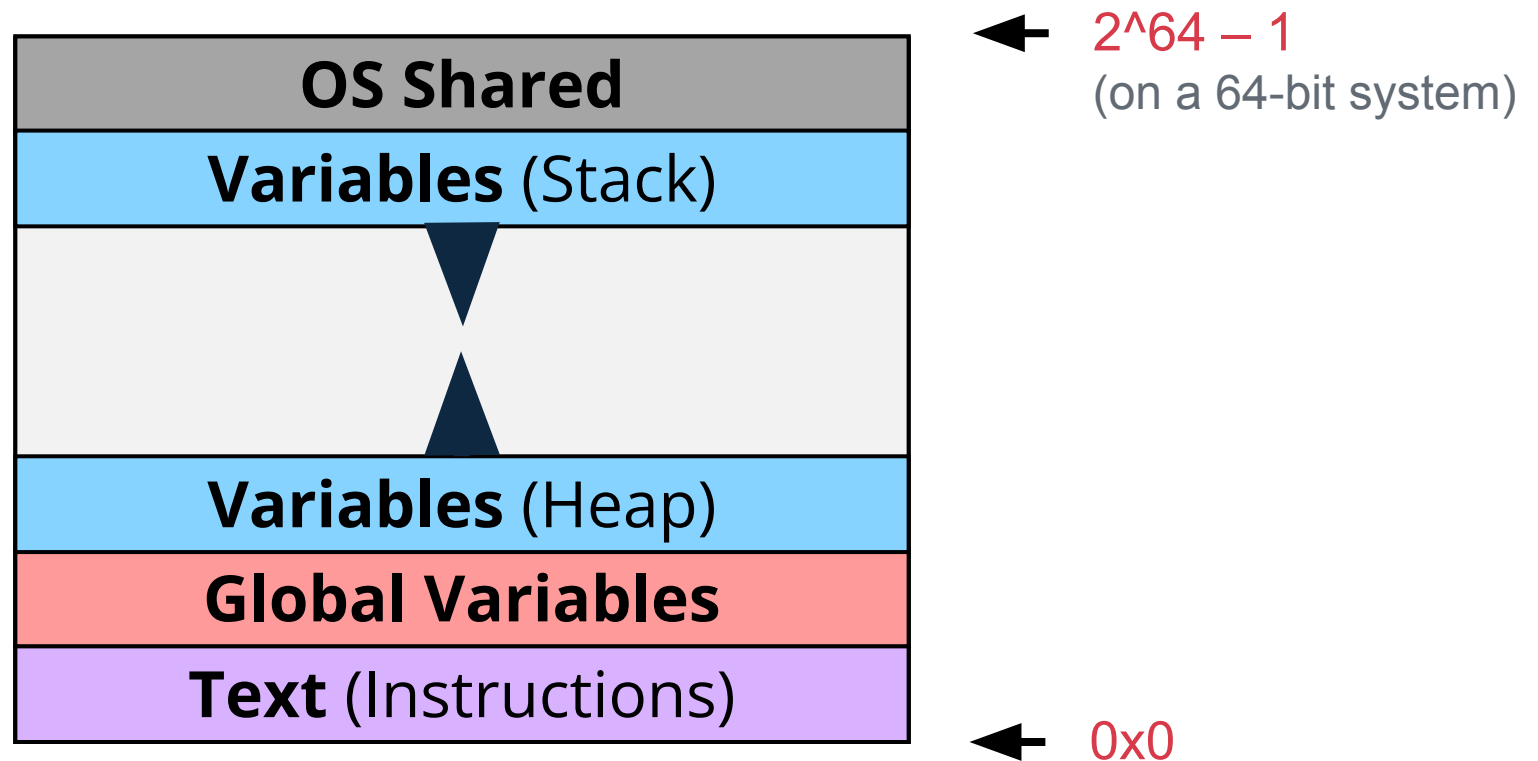 2^64 – 1
OS Shared
(on a 64-bit system)
Variables (Stack)
Variables (Heap)
Global Variables
Text (Instructions)
0x0